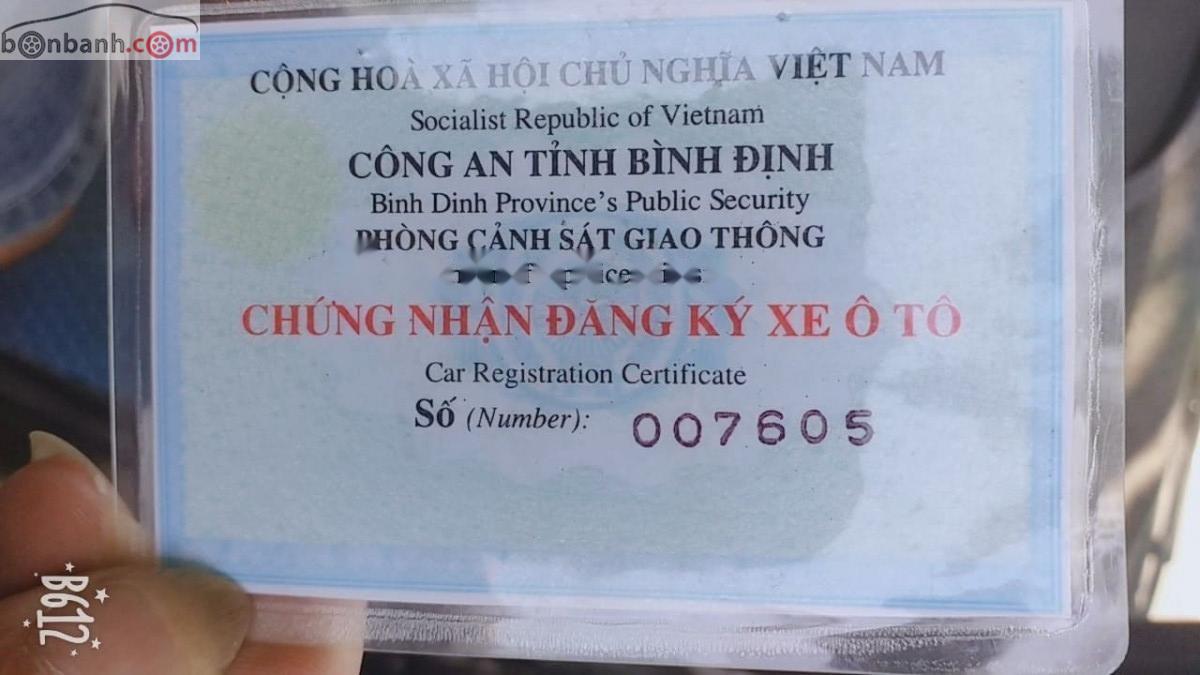 bonbanh.com
CỘNG HOÀ XÃ HỘI CHỦ NGHĨA VIỆT NAM
Socialist Republic of Vietnam
CÔNG AN TỈNH BÌNH ĐỊNH
Binh Dinh Province's Public Security
PHÒNG CẢNH SÁT GIAO THÔNG
CHỨNG NHẬN ĐĂNG KÝ XE Ô TÔ
Car Registration Certificate
Số (Number): 007605
B612